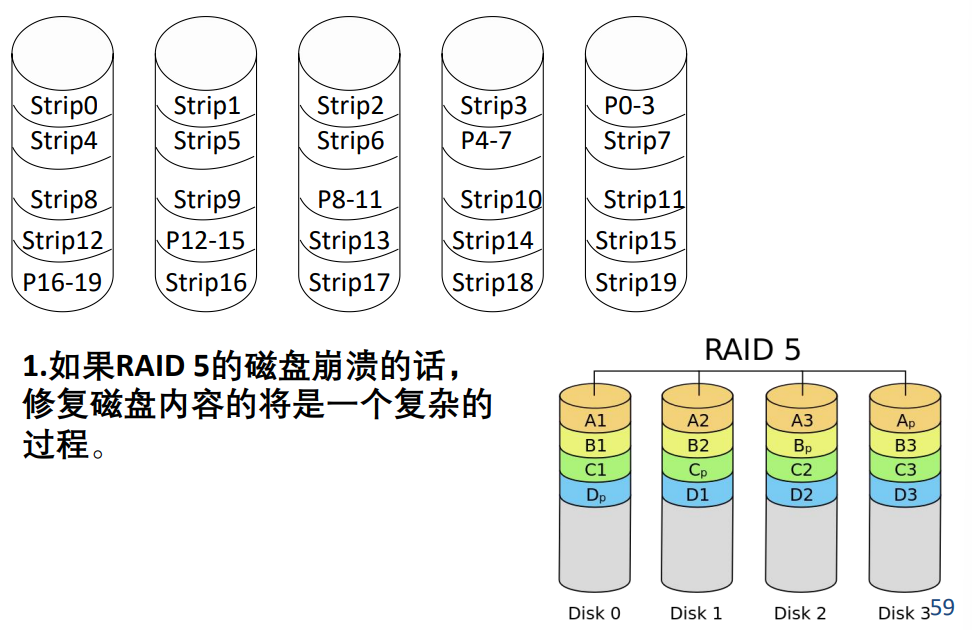 Strip0 Strip1 Strip2 Strip3 P0-3
Strip4 Strip5 Strip6 P4-7 Strip7
Strip8 Strip9 P8-11 Strip10 Strip11
Strip12 P12-15 Strip13 Strip14 Strip15
P16-19 Strip16 Strip17 Strip18 Strip19
1.如果RAID 5的磁盘崩溃的话，
修复磁盘内容的将是一个复杂的
过程。
RAID 5
A1 A2 A3 Ap
B1 B2 Bp B3
C1 Cp C2 C3
Dp D1 D2 D3
Disk 0 Disk 1 Disk 2 Disk 3
59